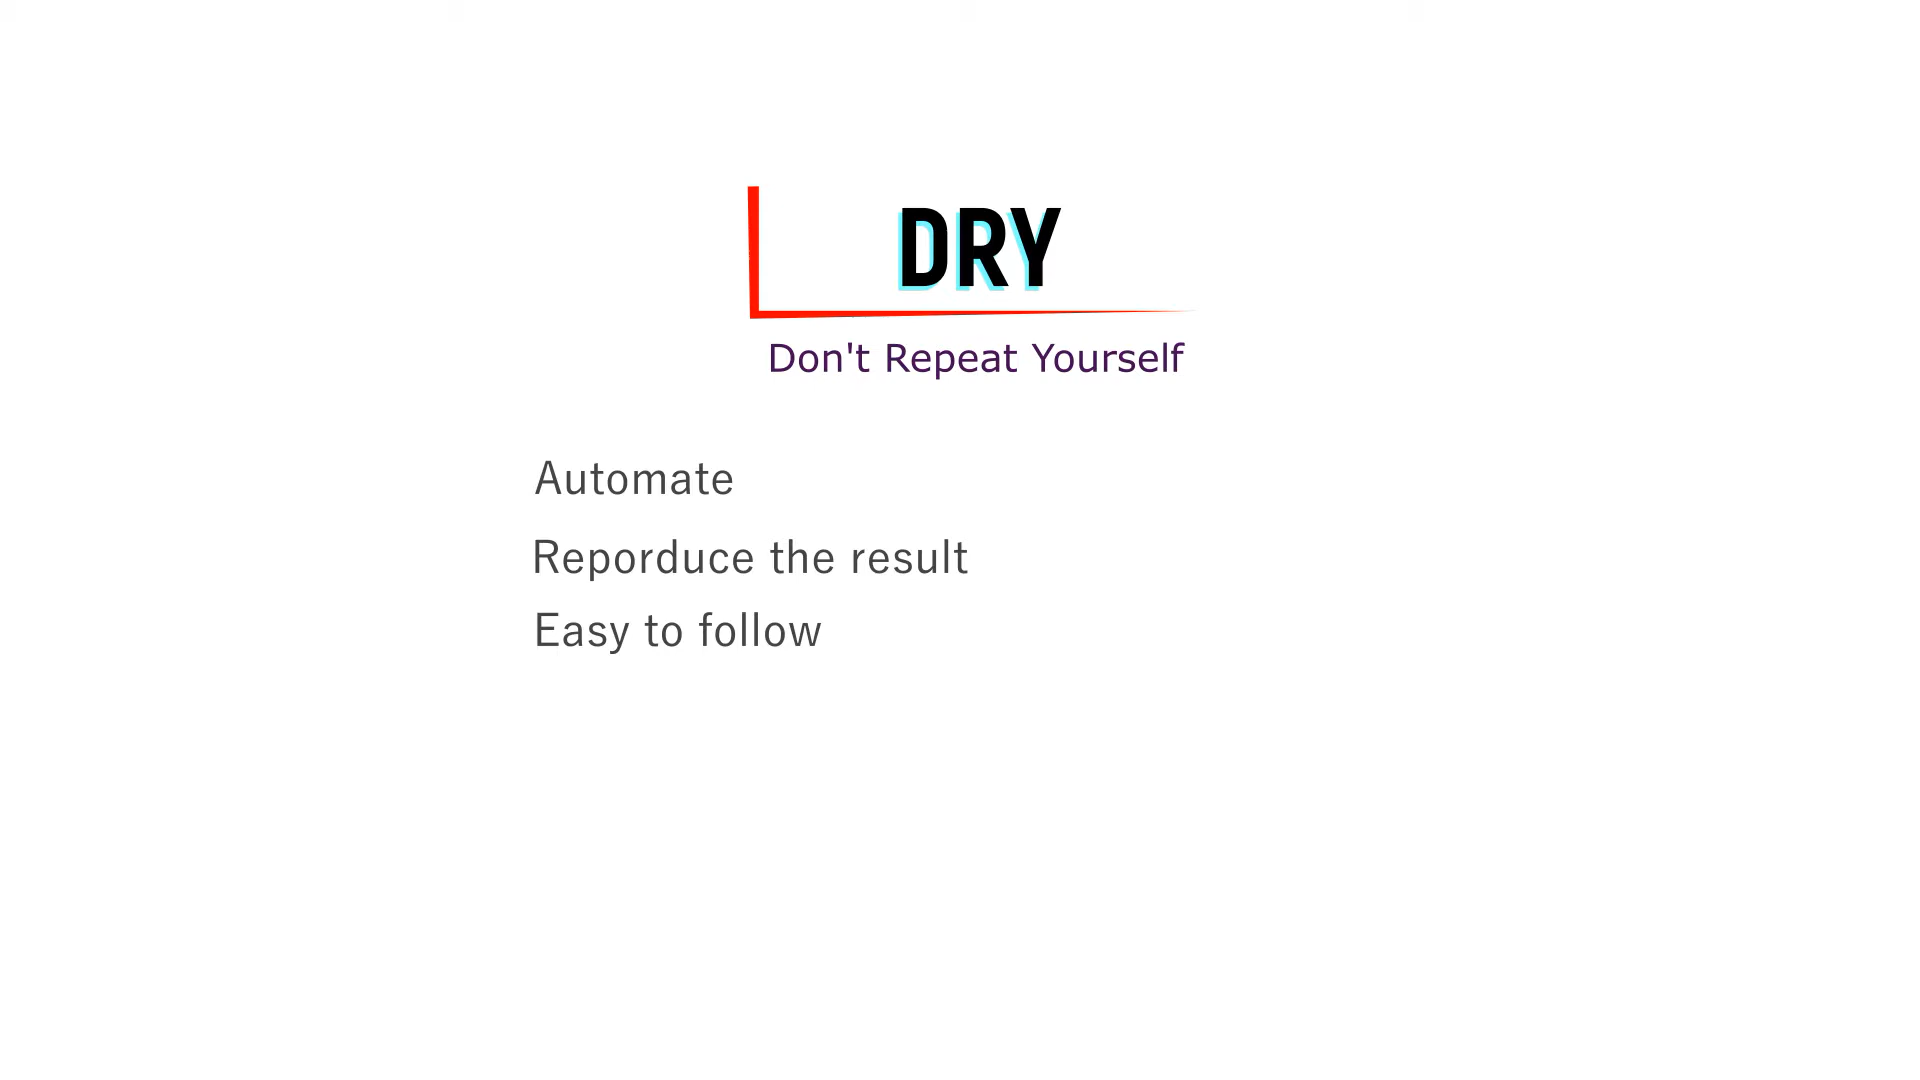 DRY
Don't Repeat Yourself
Automate
Reporduce the result
Easy to follow